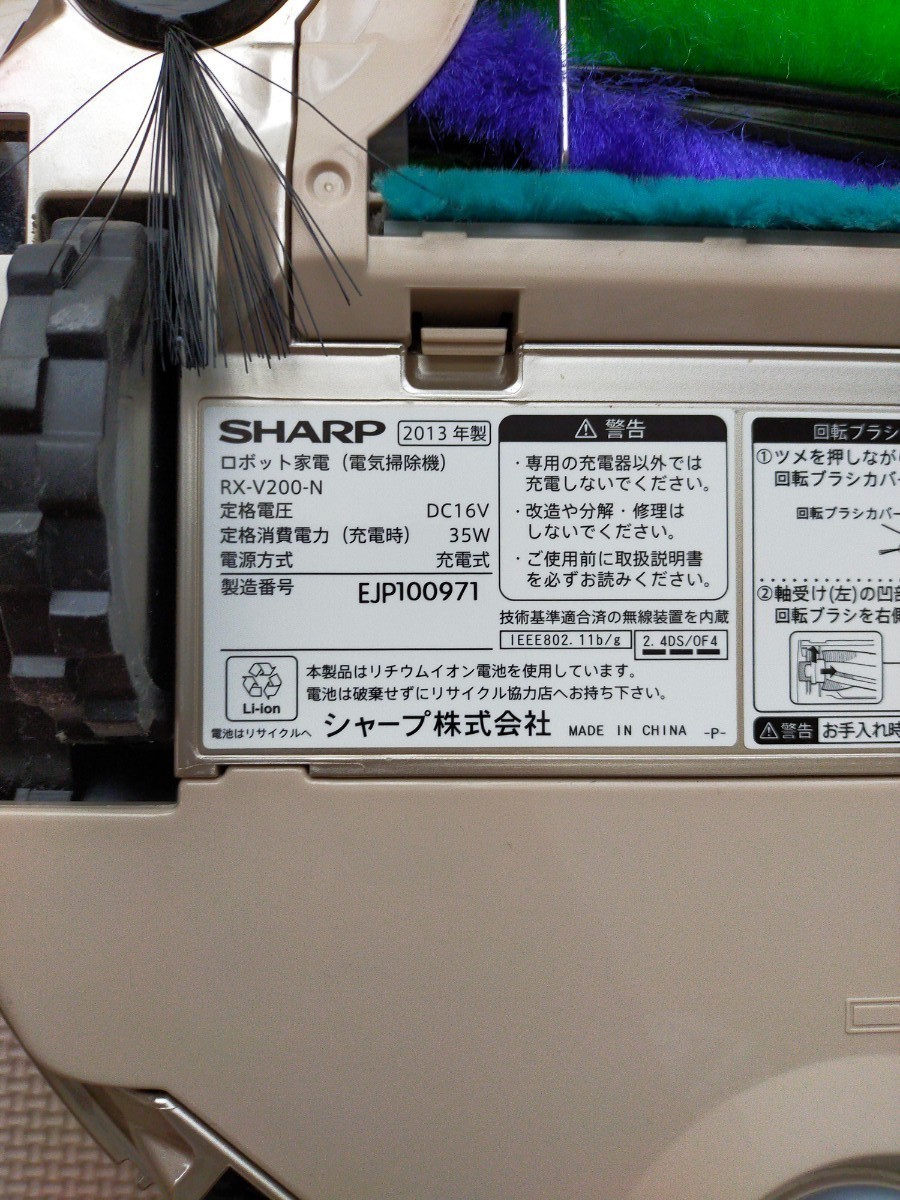 SHARP 2013年製
ロボット家電（電気掃除機）
RX-V200-N
定格電圧 DC16V
定格消費電力（充電時） 35W
電源方式 充電式
製造番号 EJP100971
⚠警告
・専用の充電器以外では
充電しないでください。
・改造や分解・修理は
しないでください。
・ご使用前に取扱説明書
を必ずお読みください。
技術基準適合済の無線装置を内蔵
IEEE802.11b/g 2.4DS/OF4
Li-ion
電池はリサイクルへ
本製品はリチウムイオン電池を使用しています。
電池は破棄せずにリサイクル協力店へお持ち下さい。
シャープ株式会社 MADE IN CHINA -P-
回転ブラシ
①ツメを押しなが
回転ブラシカバー
回転ブラシカバー
②軸受け(左)の凹部
回転ブラシを右側
⚠警告 お手入れ時